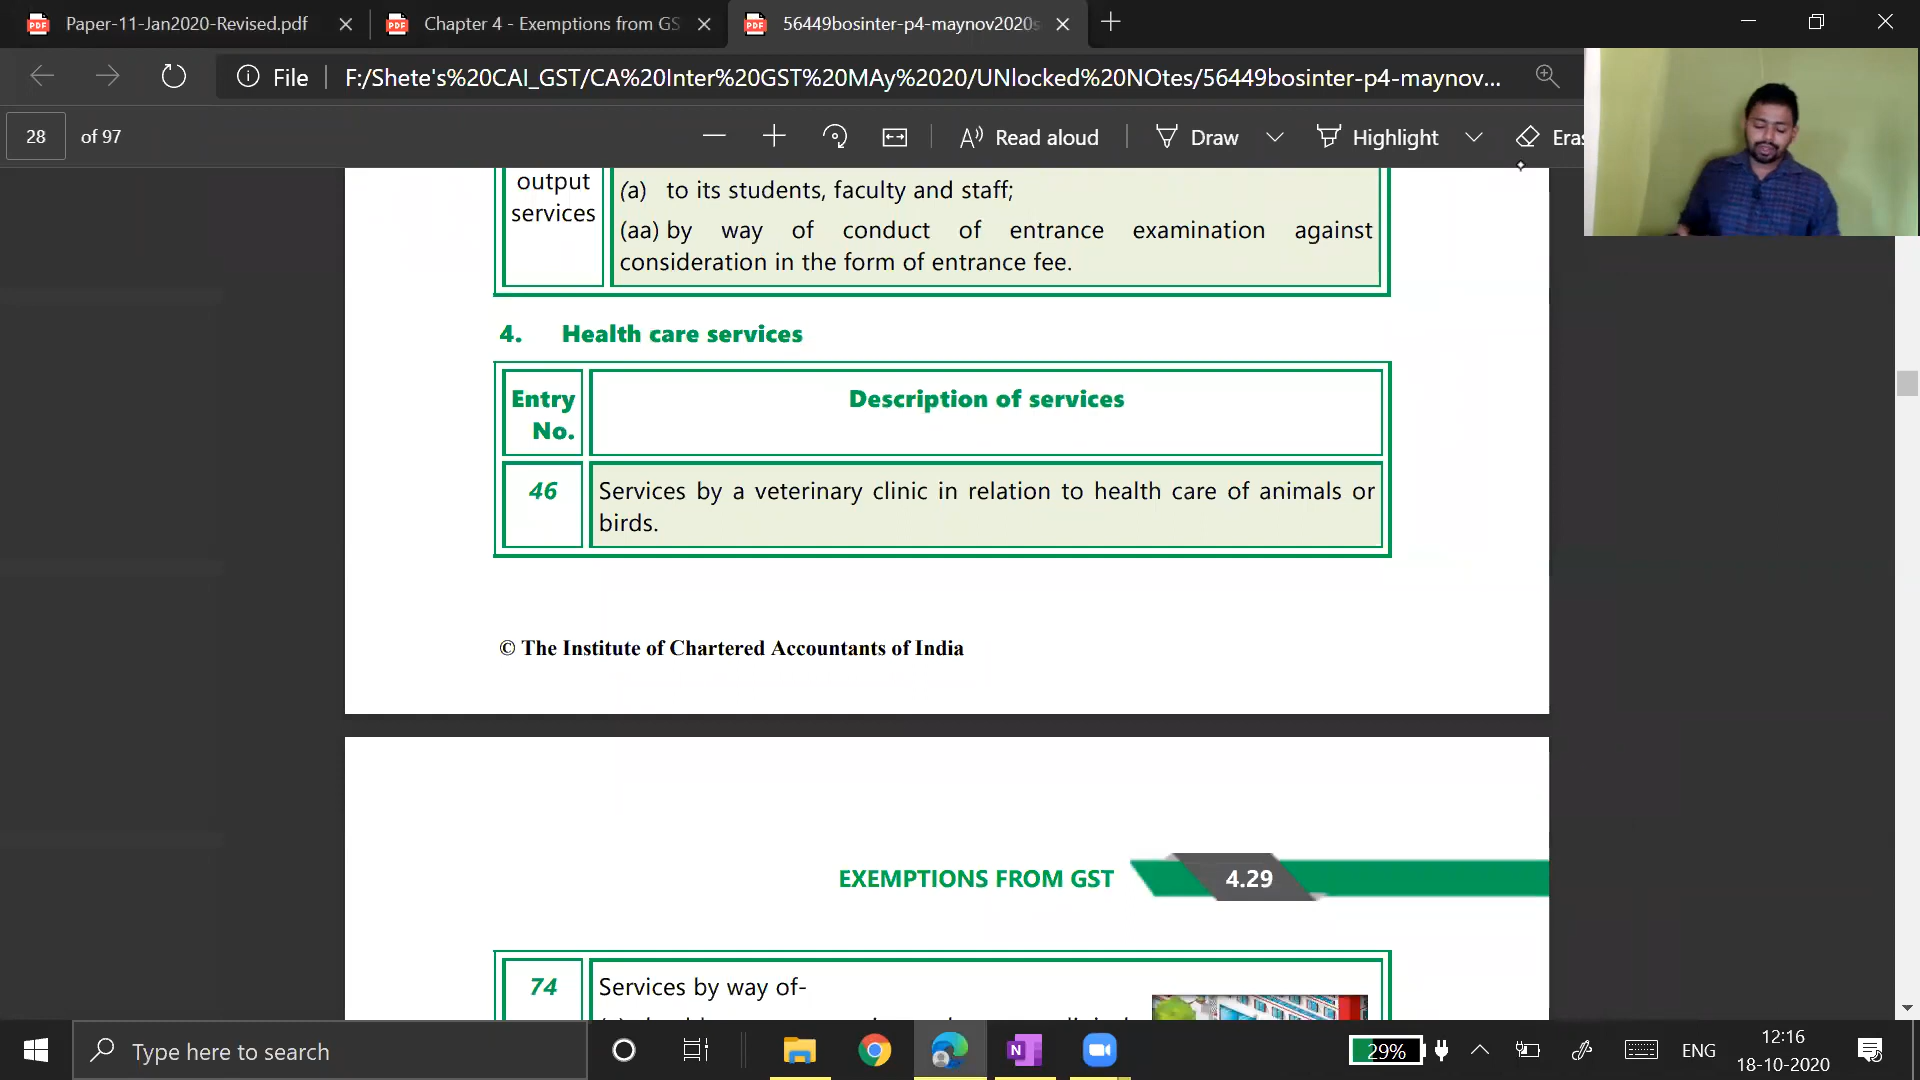 Paper-11-Jan2020-Revised.pdf
Chapter 4 - Exemptions from GS
56449bosinter-p4-maynov2020s
File
F:/Shete's%20CAI_GST/CA%20Inter%20GST%20MAy%2020/UNlocked%20NOtes/56449bosinter-p4-maynov...
28 of 97
Read aloud
Draw
Highlight
Eras
output
services
(a) to its students, faculty and staff;
(aa) by way of conduct of entrance examination against
consideration in the form of entrance fee.
4. Health care services
Entry
No.
Description of services
46
Services by a veterinary clinic in relation to health care of animals or
birds.
© The Institute of Chartered Accountants of India
EXEMPTIONS FROM GST
4.29
74
Services by way of-
Type here to search
29%
ENG
12:16
18-10-2020